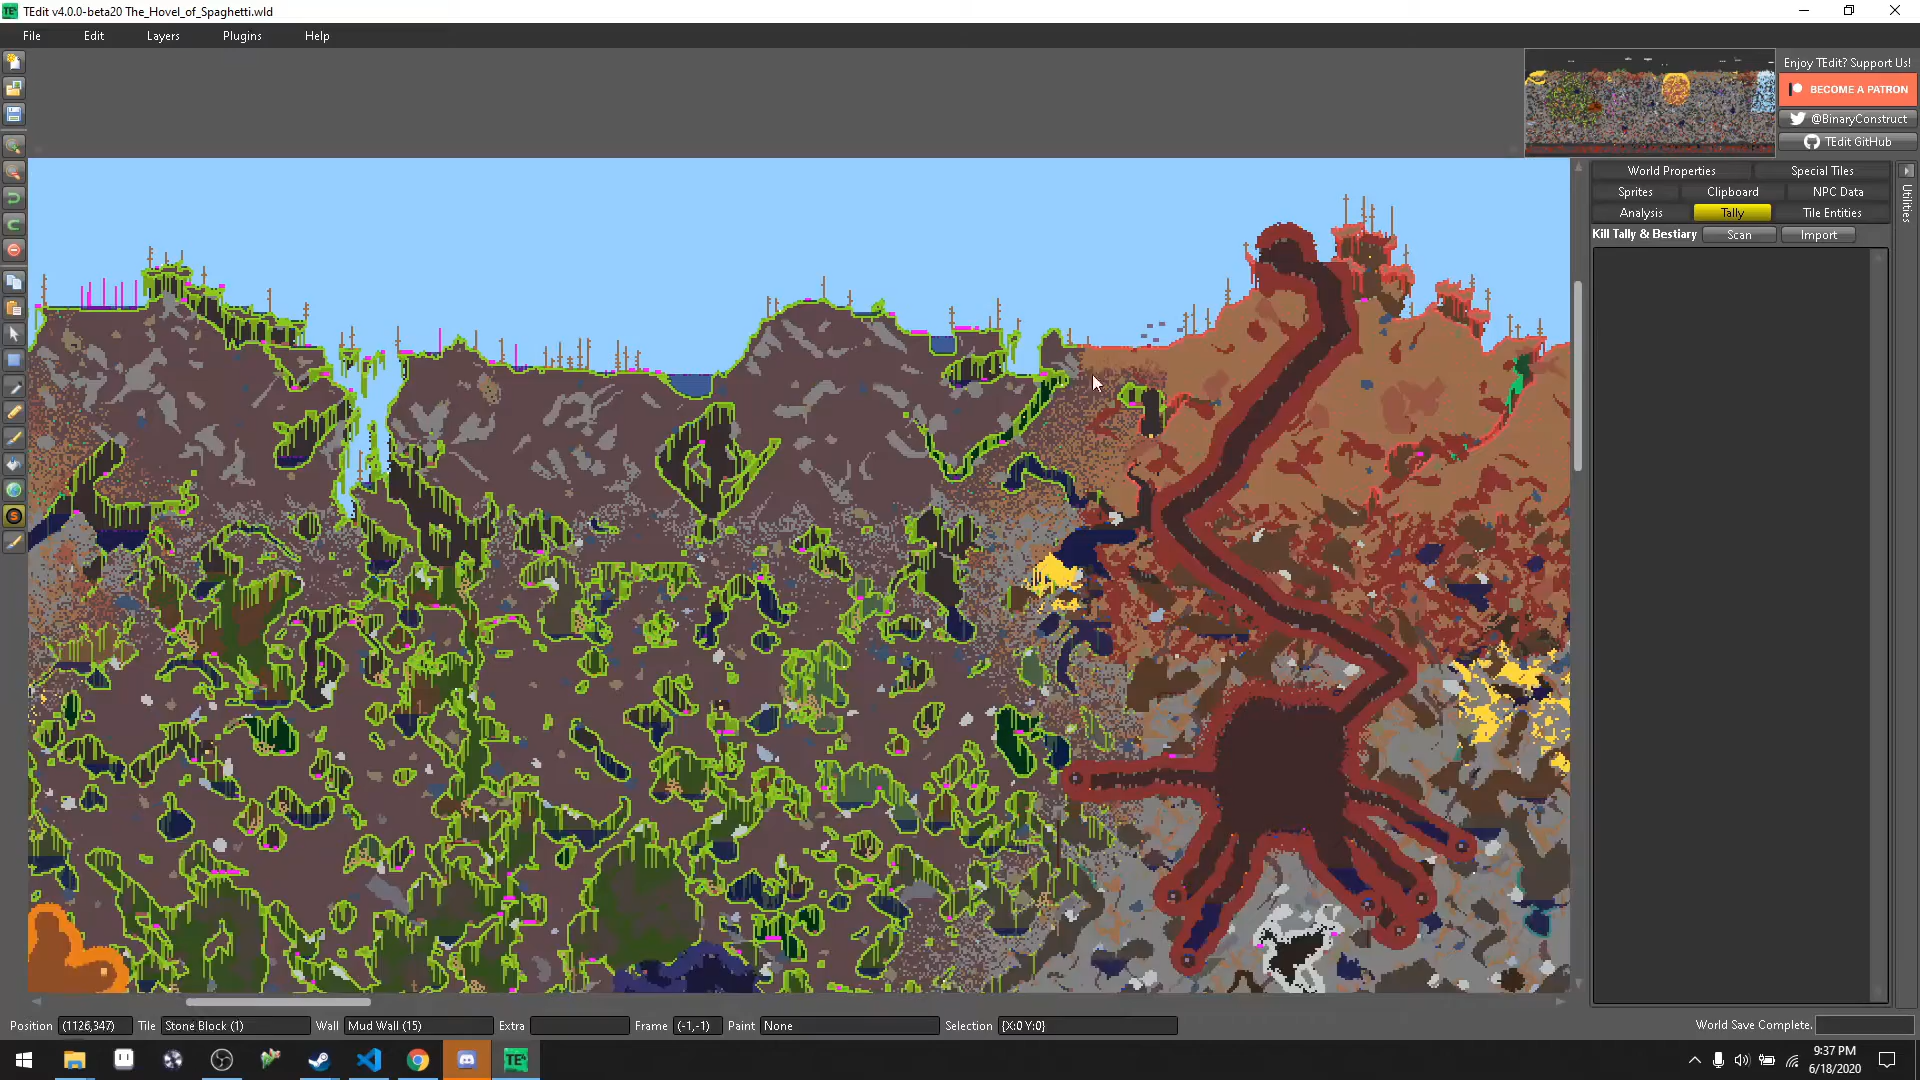 TEdit v4.0.0-beta20 The_Hovel_of_Spaghetti.wld
File Edit Layers Plugins Help
Enjoy TEdit? Support Us!
BECOME A PATRON
@BinaryConstruct
TEdit GitHub
World Properties Special Tiles
Sprites Clipboard NPC Data
Analysis Tally Tile Entities
Kill Tally & Bestiary Scan Import
Utilities
Position (1126,347) Tile Stone Block (1) Wall Mud Wall (15) Extra Frame (-1,-1) Paint None Selection {X:0 Y:0} World Save Complete.
TE
9:37 PM
6/18/2020